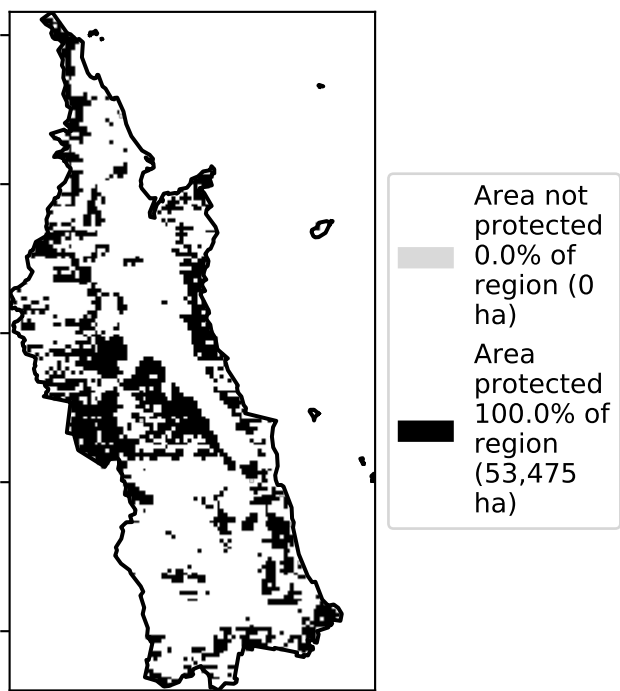 Area not
protected
0.0% of
region (0
ha)
Area
protected
100.0% of
region
(53,475
ha)